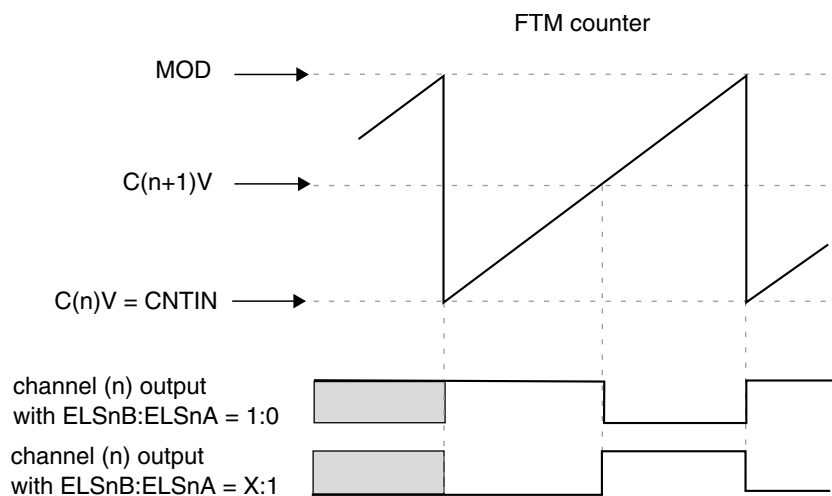 FTM counter
MOD
C(n+1)V
C(n)V = CNTIN
channel (n) output
with ELSnB:ELSnA = 1:0
channel (n) output
with ELSnB:ELSnA = X:1